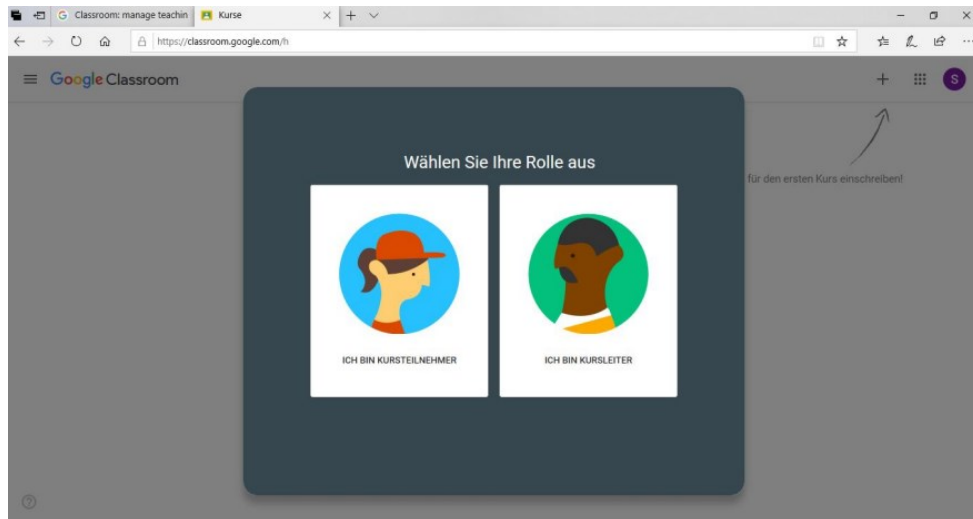 Classroom: manage teachin
Kurse
https://classroom.google.com/h
Google Classroom
S
Wählen Sie Ihre Rolle aus
für den ersten Kurs einschreiben!
ICH BIN KURSTEILNEHMER
ICH BIN KURSLEITER